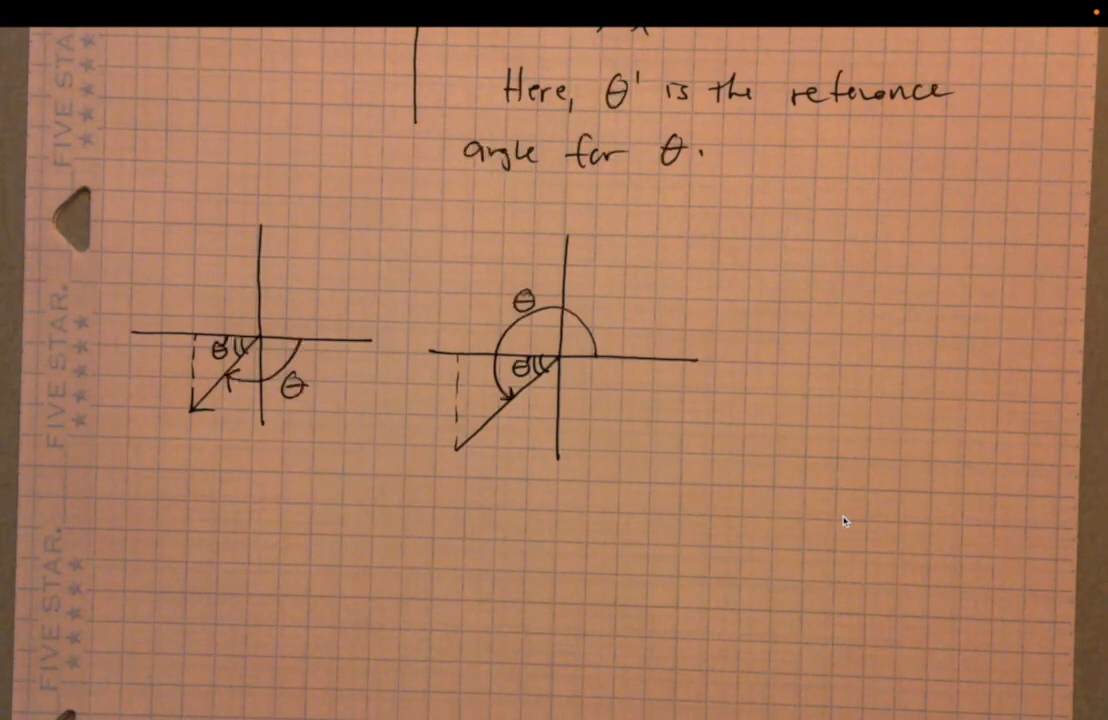 Here, θ' is the reference
angle for θ.
θ
θ'
θ
θ'
FIVE STAR
FIVE STAR.
FIVE STAR.